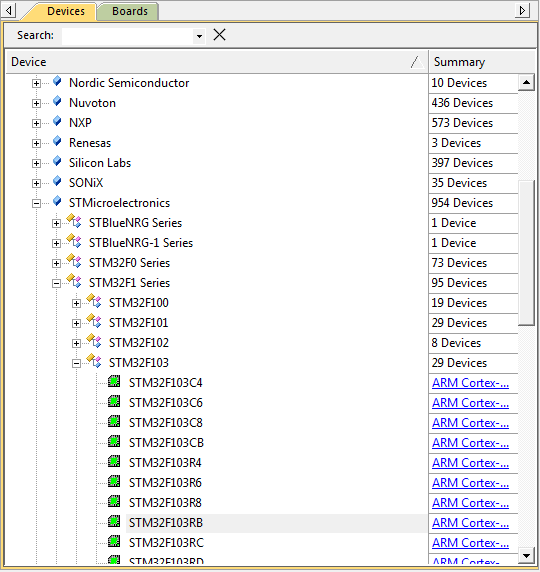 Devices Boards
Search:
Device Summary
Nordic Semiconductor 10 Devices
Nuvoton 436 Devices
NXP 573 Devices
Renesas 3 Devices
Silicon Labs 397 Devices
SONiX 35 Devices
STMicroelectronics 954 Devices
STBlueNRG Series 1 Device
STBlueNRG-1 Series 1 Device
STM32F0 Series 73 Devices
STM32F1 Series 95 Devices
STM32F100 19 Devices
STM32F101 29 Devices
STM32F102 8 Devices
STM32F103 29 Devices
STM32F103C4 ARM Cortex-...
STM32F103C6 ARM Cortex-...
STM32F103C8 ARM Cortex-...
STM32F103CB ARM Cortex-...
STM32F103R4 ARM Cortex-...
STM32F103R6 ARM Cortex-...
STM32F103R8 ARM Cortex-...
STM32F103RB ARM Cortex-...
STM32F103RC ARM Cortex-...
STM32F103RD ARM Cortex-...